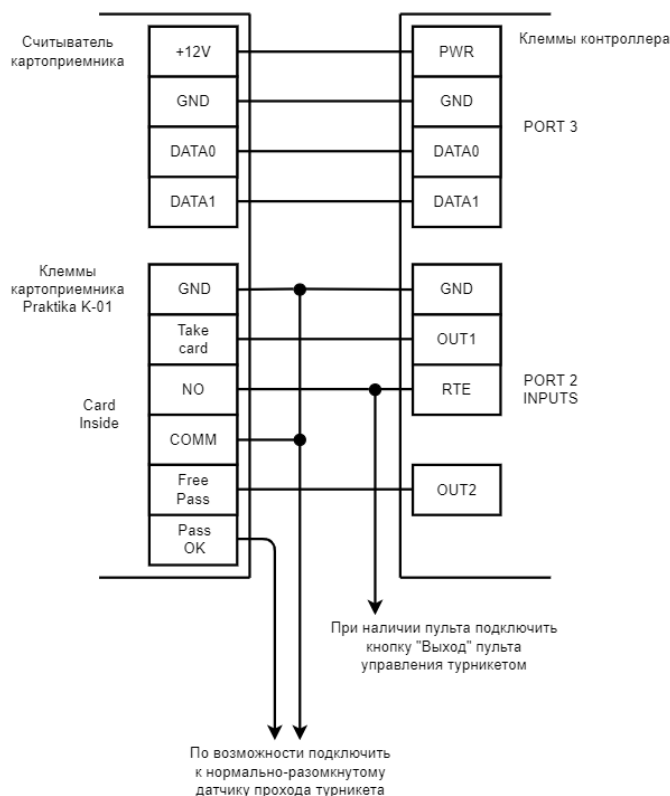 Считыватель
картоприемника
+12V
PWR
Клеммы контроллера
GND
GND
PORT 3
DATA0
DATA0
DATA1
DATA1
Клеммы
картоприемника
Praktika K-01
GND
GND
Take
card
OUT1
Card
Inside
NO
RTE
PORT 2
INPUTS
COMM
Free
Pass
OUT2
Pass
OK
При наличии пульта подключить
кнопку "Выход" пульта
управления турникетом
По возможности подключить
к нормально-разомкнутому
датчику прохода турникета